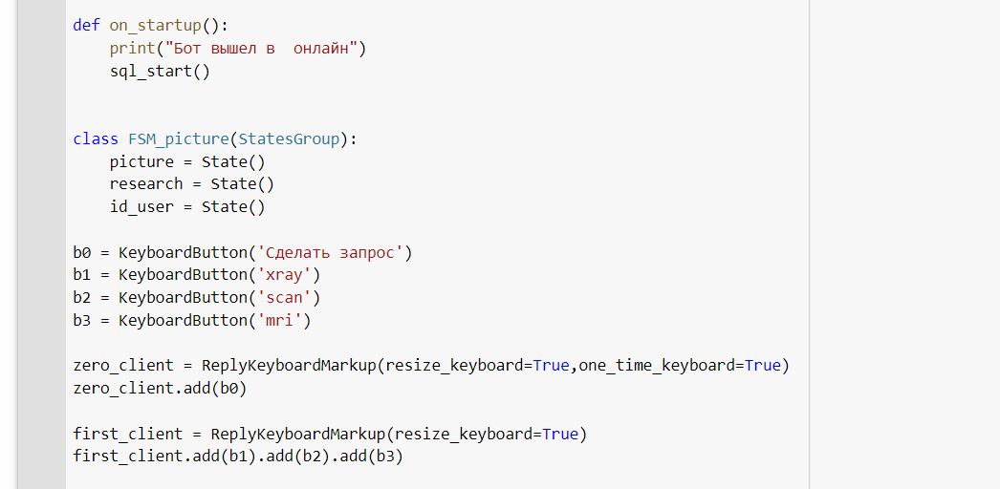 def on_startup():
    print("Бот вышел в  онлайн")
    sql_start()
class FSM_picture(StatesGroup):
    picture = State()
    research = State()
    id_user = State()
b0 = KeyboardButton('Сделать запрос')
b1 = KeyboardButton('xray')
b2 = KeyboardButton('scan')
b3 = KeyboardButton('mri')
zero_client = ReplyKeyboardMarkup(resize_keyboard=True,one_time_keyboard=True)
zero_client.add(b0)
first_client = ReplyKeyboardMarkup(resize_keyboard=True)
first_client.add(b1).add(b2).add(b3)